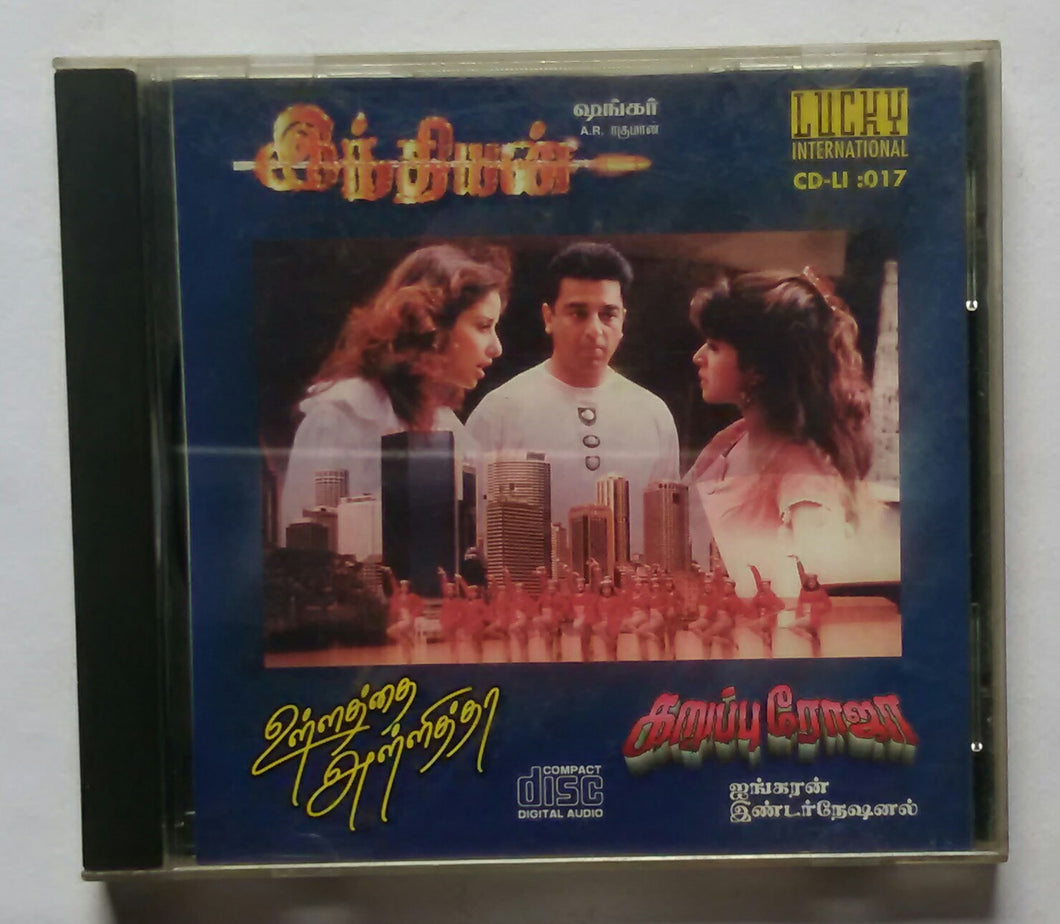 ஷங்கர்
A.R. ரகுமான்
இந்தியன்
LUCKY
INTERNATIONAL
CD-LI :017
உள்ளத்தை
அள்ளித்தா
கறுப்பு ரோஜா
COMPACT
disc
DIGITAL AUDIO
ஐங்கரன்
இண்டர்நேஷனல்